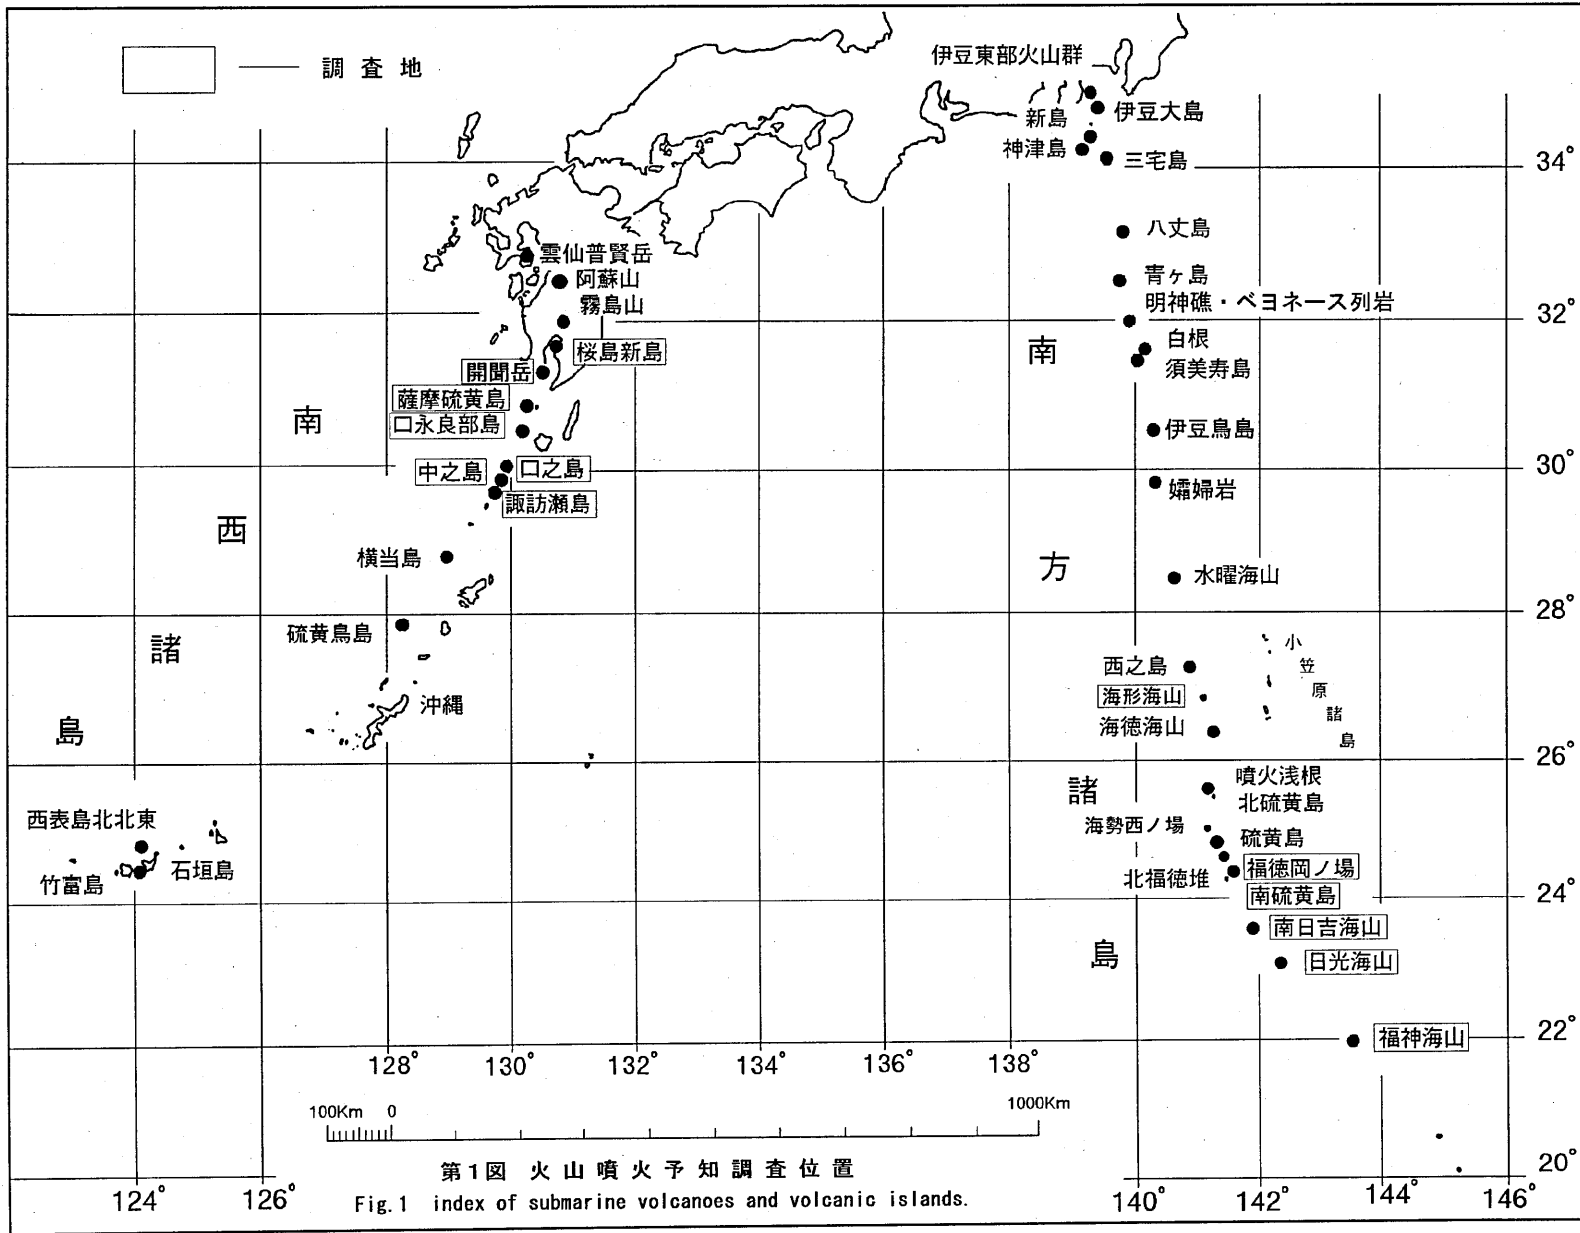 調査地
伊豆東部火山群
伊豆大島
新島
神津島
三宅島
34°
八丈島
雲仙普賢岳
阿蘇山
青ヶ島
霧島山
明神礁・ベヨネース列岩
32°
白根
桜島新島
南
須美寿島
開聞岳
薩摩硫黄島
南
口永良部島
伊豆鳥島
中之島
口之島
30°
諏訪瀬島
孀婦岩
西
横当島
方
水曜海山
28°
硫黄鳥島
諸
小笠原諸島
西之島
海形海山
沖縄
島
海徳海山
26°
噴火浅根
諸
北硫黄島
西表島北北東
海勢西ノ場
硫黄島
石垣島
福徳岡ノ場
竹富島
北福徳堆
24°
南硫黄島
南日吉海山
島
日光海山
福神海山
22°
128° 130° 132° 134° 136° 138°
100Km 0 1000Km
第1図 火山噴火予知調査位置
20°
124° 126° 140° 142° 144° 146°
Fig.1 index of submarine volcanoes and volcanic islands.